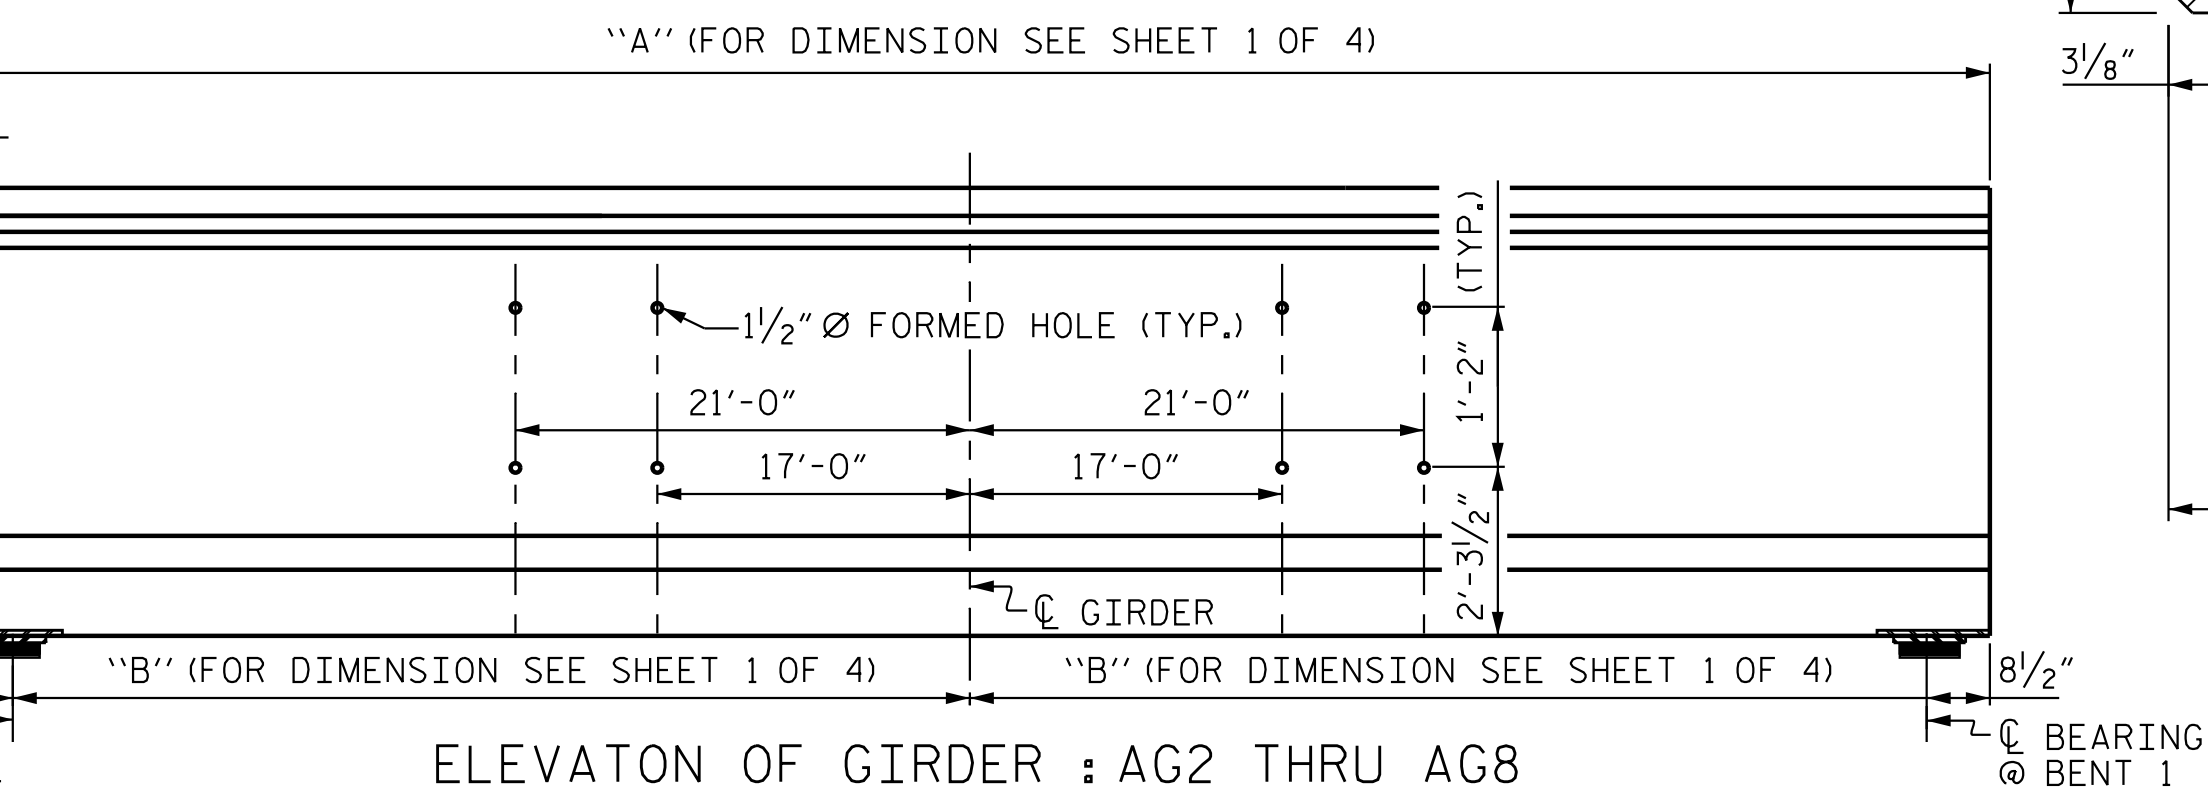 ``A'' (FOR DIMENSION SEE SHEET 1 OF 4)
3 1/8"
(TYP.)
1 1/2" Ø FORMED HOLE (TYP.)
1'-2"
21'-0" 21'-0"
17'-0" 17'-0"
2'-3 1/2"
℄ GIRDER
``B'' (FOR DIMENSION SEE SHEET 1 OF 4) ``B'' (FOR DIMENSION SEE SHEET 1 OF 4) 8 1/2"
℄ BEARING
@ BENT 1
ELEVATON OF GIRDER : AG2 THRU AG8